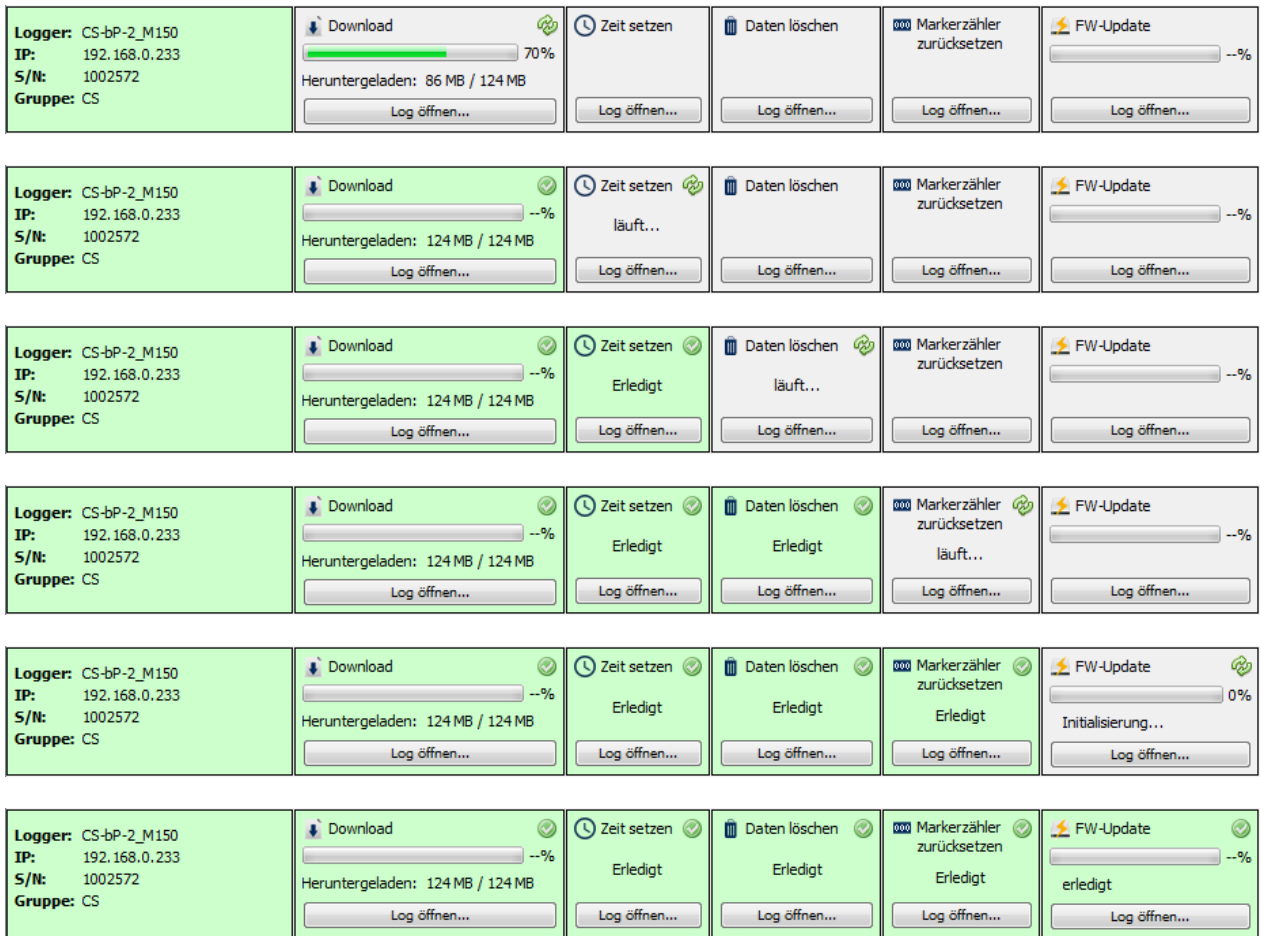 Logger: CS-bP-2_M150
IP: 192.168.0.233
S/N: 1002572
Gruppe: CS
Download
70%
Heruntergeladen: 86 MB / 124 MB
Log öffnen...
Zeit setzen
Log öffnen...
Daten löschen
Log öffnen...
000 Markerzähler
zurücksetzen
Log öffnen...
FW-Update
--%
Log öffnen...
Logger: CS-bP-2_M150
IP: 192.168.0.233
S/N: 1002572
Gruppe: CS
Download
--%
Heruntergeladen: 124 MB / 124 MB
Log öffnen...
Zeit setzen
läuft...
Log öffnen...
Daten löschen
Log öffnen...
000 Markerzähler
zurücksetzen
Log öffnen...
FW-Update
--%
Log öffnen...
Logger: CS-bP-2_M150
IP: 192.168.0.233
S/N: 1002572
Gruppe: CS
Download
--%
Heruntergeladen: 124 MB / 124 MB
Log öffnen...
Zeit setzen
Erledigt
Log öffnen...
Daten löschen
läuft...
Log öffnen...
000 Markerzähler
zurücksetzen
Log öffnen...
FW-Update
--%
Log öffnen...
Logger: CS-bP-2_M150
IP: 192.168.0.233
S/N: 1002572
Gruppe: CS
Download
--%
Heruntergeladen: 124 MB / 124 MB
Log öffnen...
Zeit setzen
Erledigt
Log öffnen...
Daten löschen
Erledigt
Log öffnen...
000 Markerzähler
zurücksetzen
läuft...
Log öffnen...
FW-Update
--%
Log öffnen...
Logger: CS-bP-2_M150
IP: 192.168.0.233
S/N: 1002572
Gruppe: CS
Download
--%
Heruntergeladen: 124 MB / 124 MB
Log öffnen...
Zeit setzen
Erledigt
Log öffnen...
Daten löschen
Erledigt
Log öffnen...
000 Markerzähler
zurücksetzen
Erledigt
Log öffnen...
FW-Update
0%
Initialisierung...
Log öffnen...
Logger: CS-bP-2_M150
IP: 192.168.0.233
S/N: 1002572
Gruppe: CS
Download
--%
Heruntergeladen: 124 MB / 124 MB
Log öffnen...
Zeit setzen
Erledigt
Log öffnen...
Daten löschen
Erledigt
Log öffnen...
000 Markerzähler
zurücksetzen
Erledigt
Log öffnen...
FW-Update
--%
erledigt
Log öffnen...